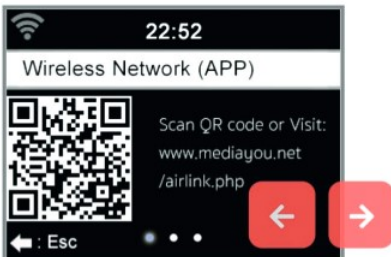 22:52
Wireless Network (APP)
Scan QR code or Visit:
www.mediayou.net
/airlink.php
: Esc